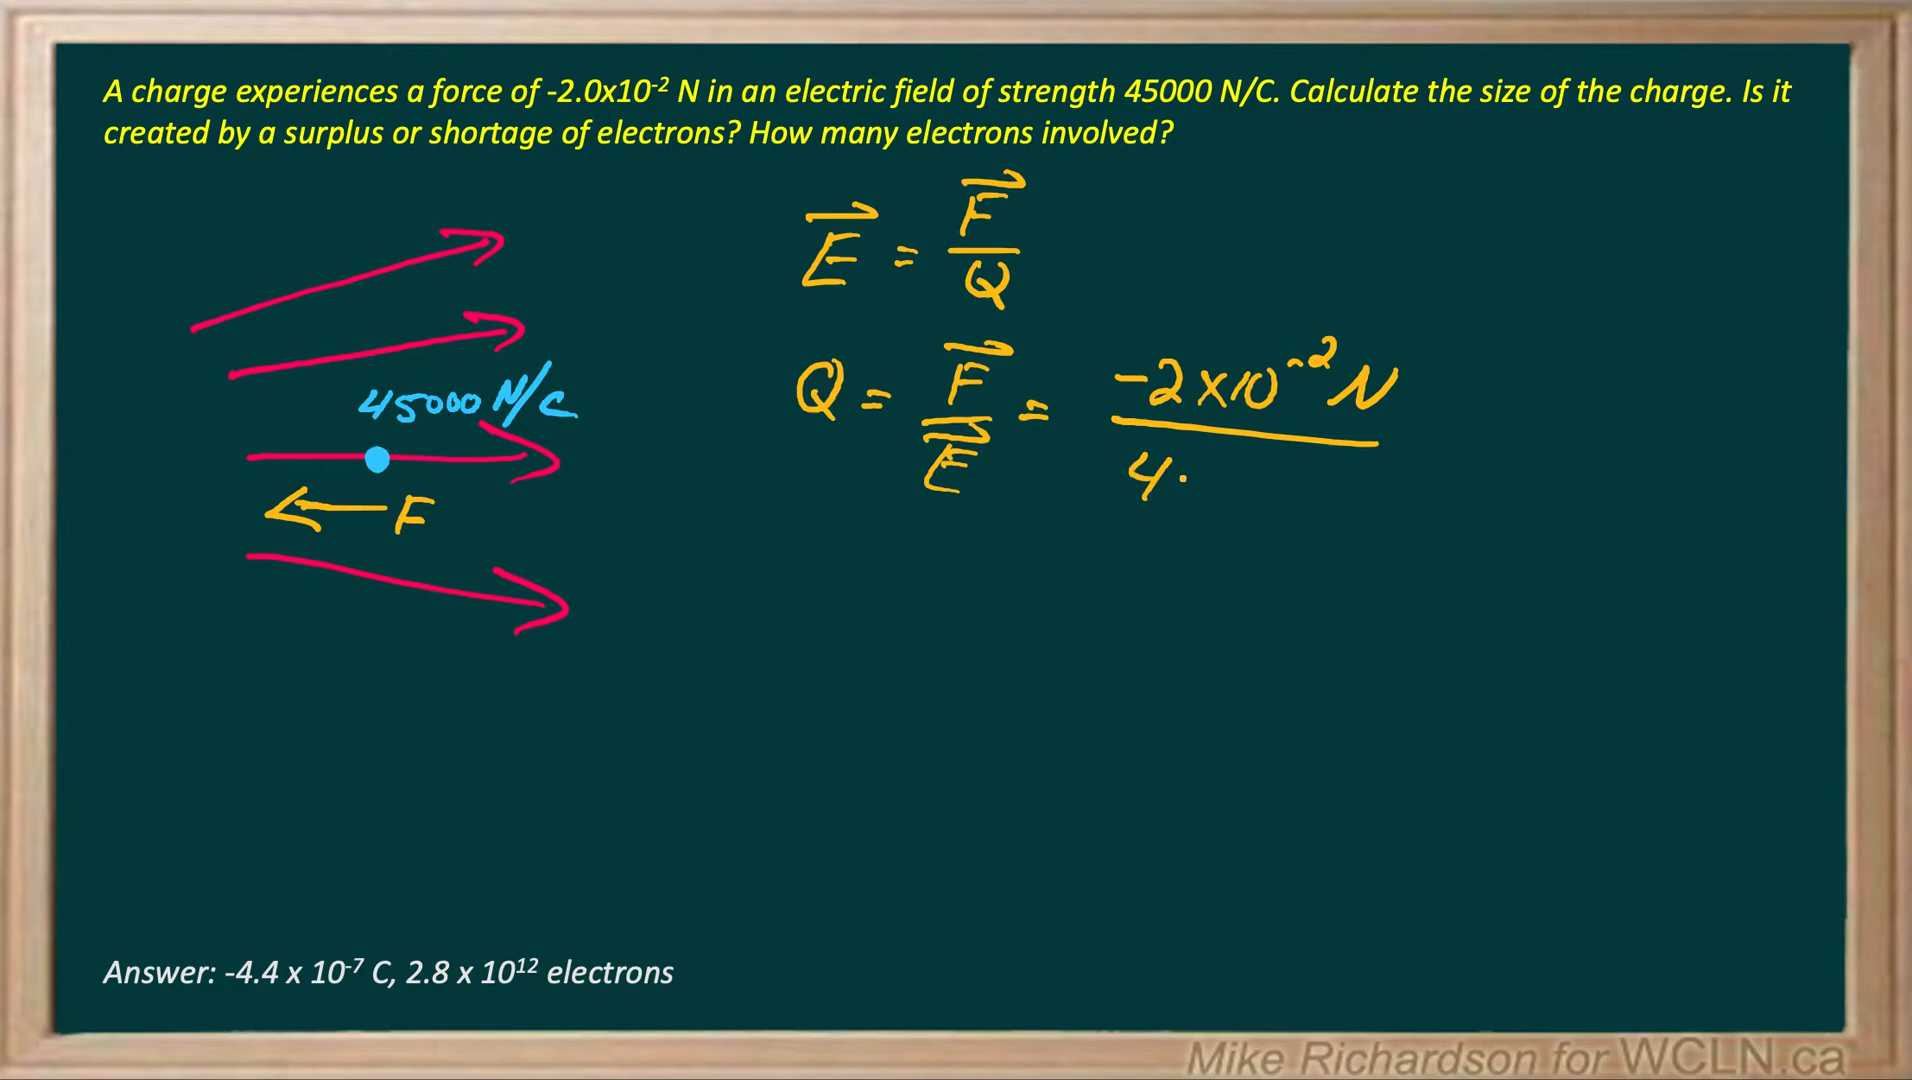 A charge experiences a force of -2.0x10⁻² N in an electric field of strength 45000 N/C. Calculate the size of the charge. Is it
created by a surplus or shortage of electrons? How many electrons involved?
E = F / Q
Q = F / E = -2 x 10⁻² N / 4.
45000 N/C
F
Answer: -4.4 x 10⁻⁷ C, 2.8 x 10¹² electrons
Mike Richardson for WCLN.ca